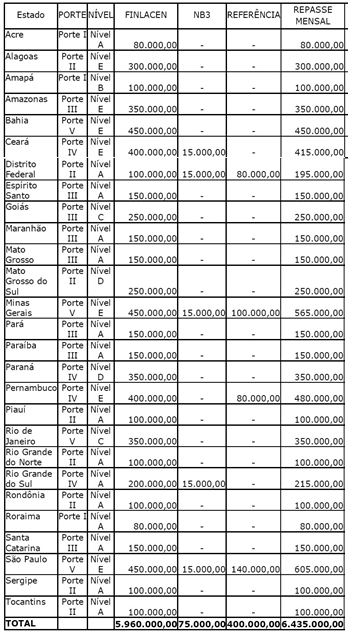 Estado PORTE NÍVEL FINLACEN NB3 REFERÊNCIA REPASSE MENSAL
Acre Porte I Nível A 80.000,00 - - 80.000,00
Alagoas Porte II Nível E 300.000,00 - - 300.000,00
Amapá Porte I Nível B 100.000,00 - - 100.000,00
Amazonas Porte III Nível E 350.000,00 - - 350.000,00
Bahia Porte V Nível E 450.000,00 - - 450.000,00
Ceará Porte IV Nível E 400.000,00 15.000,00 - 415.000,00
Distrito Federal Porte II Nível A 100.000,00 15.000,00 80.000,00 195.000,00
Espírito Santo Porte III Nível A 150.000,00 - - 150.000,00
Goiás Porte III Nível C 250.000,00 - - 250.000,00
Maranhão Porte III Nível A 150.000,00 - - 150.000,00
Mato Grosso Porte III Nível A 150.000,00 - - 150.000,00
Mato Grosso do Sul Porte II Nível D 250.000,00 - - 250.000,00
Minas Gerais Porte V Nível E 450.000,00 15.000,00 100.000,00 565.000,00
Pará Porte III Nível A 150.000,00 - - 150.000,00
Paraíba Porte III Nível A 150.000,00 - - 150.000,00
Paraná Porte IV Nível D 350.000,00 - - 350.000,00
Pernambuco Porte IV Nível E 400.000,00 - 80.000,00 480.000,00
Piauí Porte II Nível A 100.000,00 - - 100.000,00
Rio de Janeiro Porte V Nível C 350.000,00 - - 350.000,00
Rio Grande do Norte Porte II Nível A 100.000,00 - - 100.000,00
Rio Grande do Sul Porte IV Nível A 200.000,00 15.000,00 - 215.000,00
Rondônia Porte II Nível A 100.000,00 - - 100.000,00
Roraima Porte I Nível A 80.000,00 - - 80.000,00
Santa Catarina Porte III Nível A 150.000,00 - - 150.000,00
São Paulo Porte V Nível E 450.000,00 15.000,00 140.000,00 605.000,00
Sergipe Porte II Nível A 100.000,00 - - 100.000,00
Tocantins Porte II Nível A 100.000,00 - - 100.000,00
TOTAL 5.960.000,00 75.000,00 400.000,00 6.435.000,00